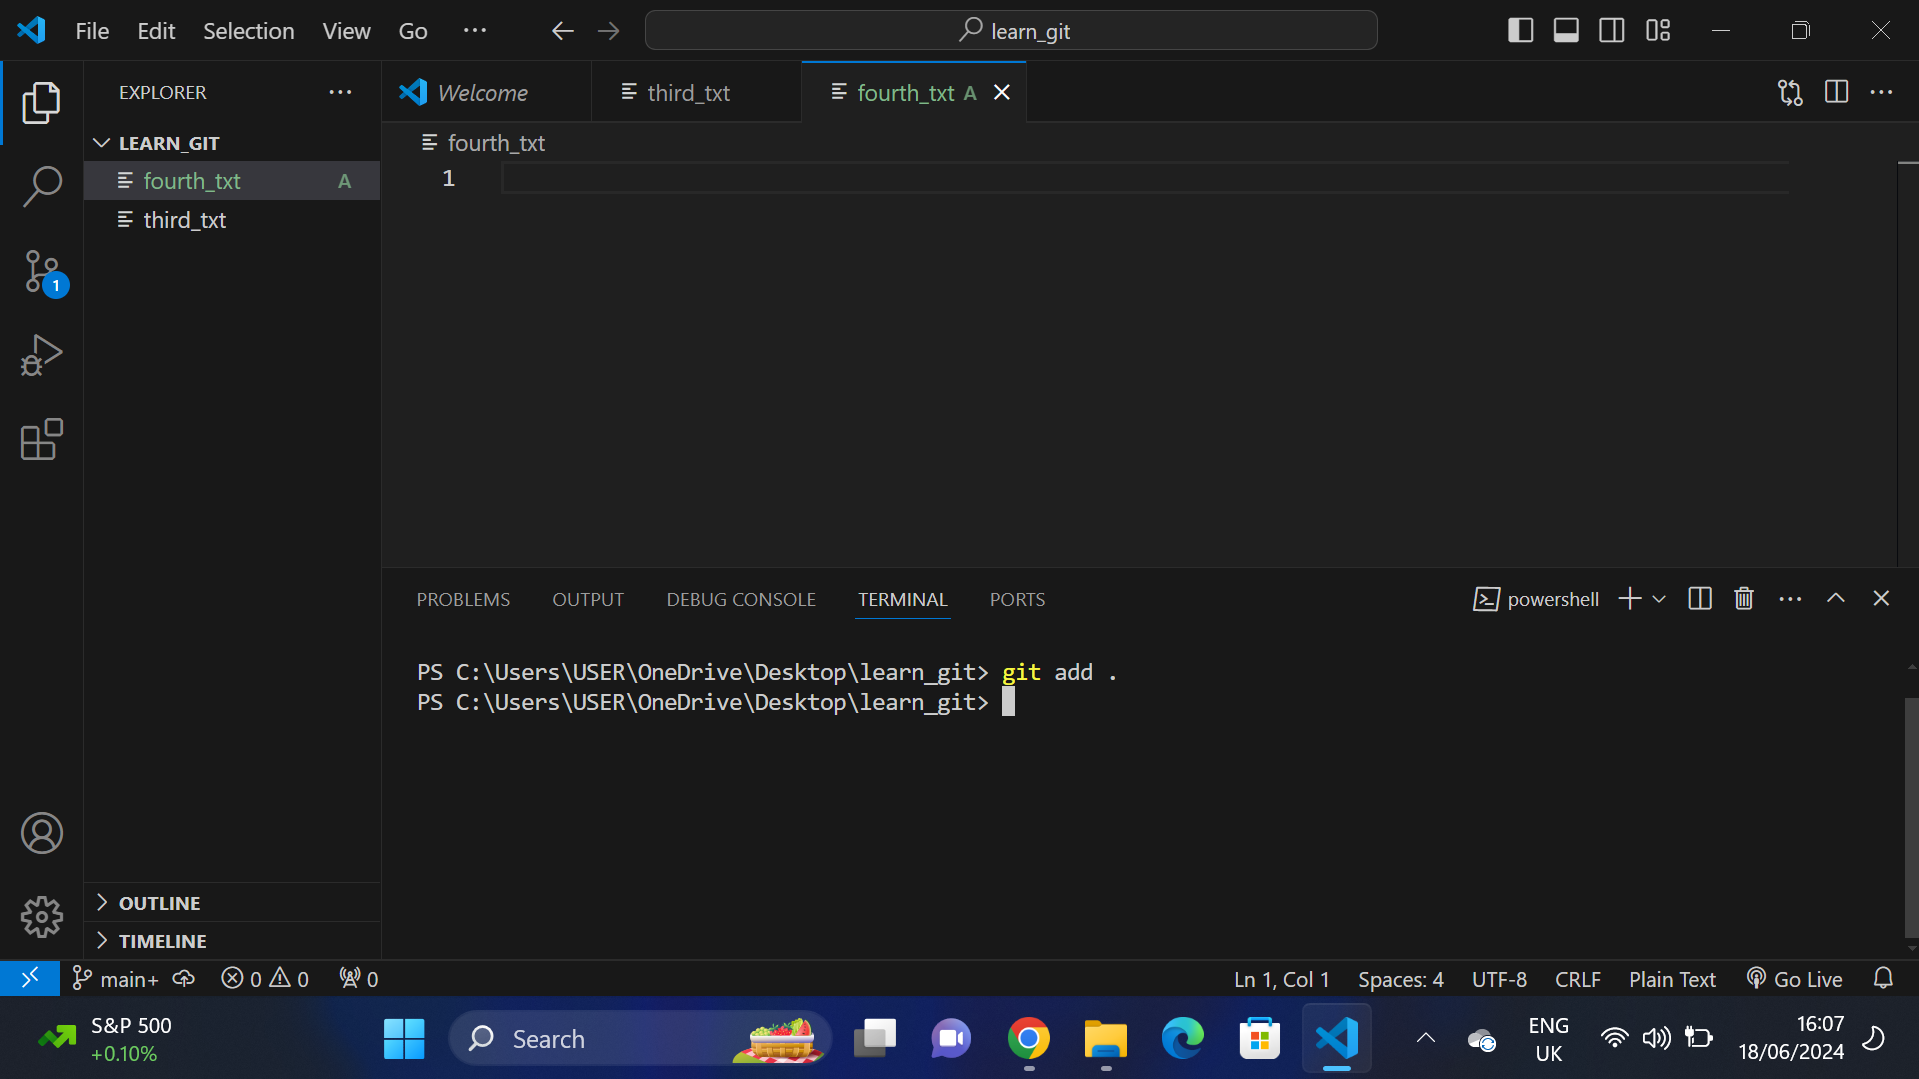 File Edit Selection View Go ··· learn_git
EXPLORER ···
Welcome third_txt fourth_txt A
LEARN_GIT
fourth_txt A
third_txt
fourth_txt
1
1
PROBLEMS OUTPUT DEBUG CONSOLE TERMINAL PORTS
powershell
PS C:\Users\USER\OneDrive\Desktop\learn_git> git add .
PS C:\Users\USER\OneDrive\Desktop\learn_git>
OUTLINE
TIMELINE
main+ 0 0 0 Ln 1, Col 1 Spaces: 4 UTF-8 CRLF Plain Text Go Live
S&P 500
+0.10%
Search
ENG
UK
16:07
18/06/2024